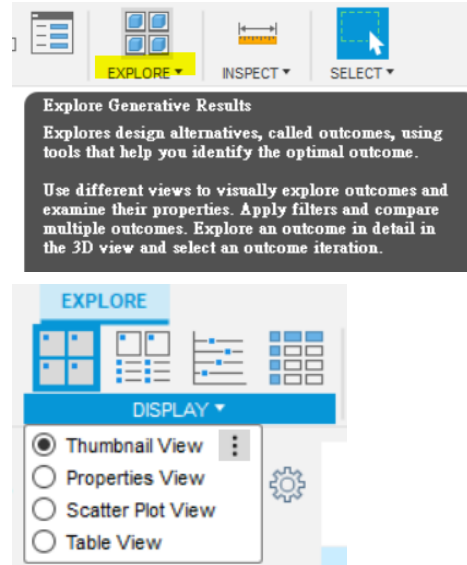 EXPLORE ▾ INSPECT ▾ SELECT ▾
Explore Generative Results
Explores design alternatives, called outcomes, using
tools that help you identify the optimal outcome.
Use different views to visually explore outcomes and
examine their properties. Apply filters and compare
multiple outcomes. Explore an outcome in detail in
the 3D view and select an outcome iteration.
EXPLORE
DISPLAY ▾
Thumbnail View
Properties View
Scatter Plot View
Table View